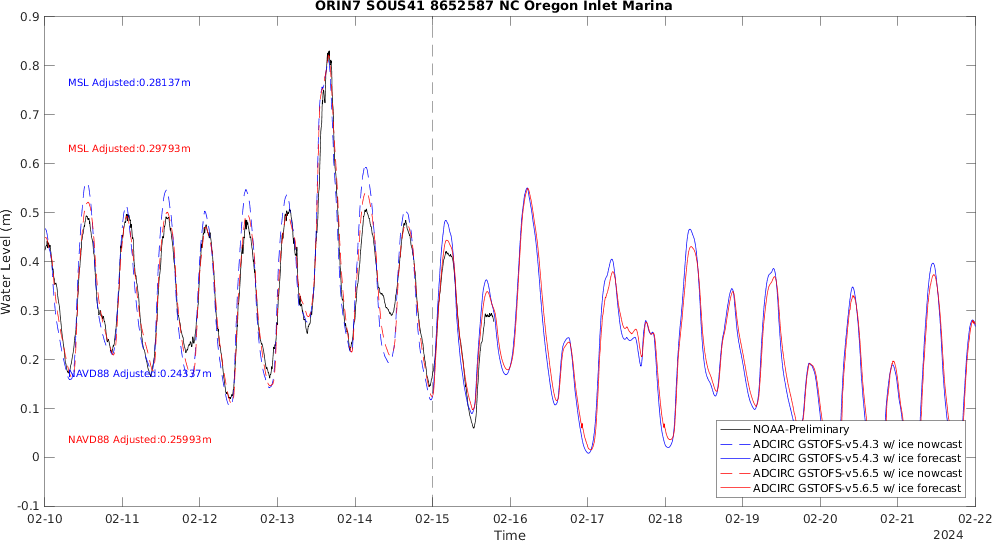 ORIN7 SOUS41 8652587 NC Oregon Inlet Marina
0.9
0.8
0.7
0.6
0.5
0.4
0.3
0.2
0.1
0
-0.1
Water Level (m)
MSL Adjusted:0.28137m
MSL Adjusted:0.29793m
NAVD88 Adjusted:0.24337m
NAVD88 Adjusted:0.25993m
NOAA-Preliminary
ADCIRC GSTOFS-v5.4.3 w/ ice nowcast
ADCIRC GSTOFS-v5.4.3 w/ ice forecast
ADCIRC GSTOFS-v5.6.5 w/ ice nowcast
ADCIRC GSTOFS-v5.6.5 w/ ice forecast
02-10 02-11 02-12 02-13 02-14 02-15 02-16 02-17 02-18 02-19 02-20 02-21 02-22
Time
2024